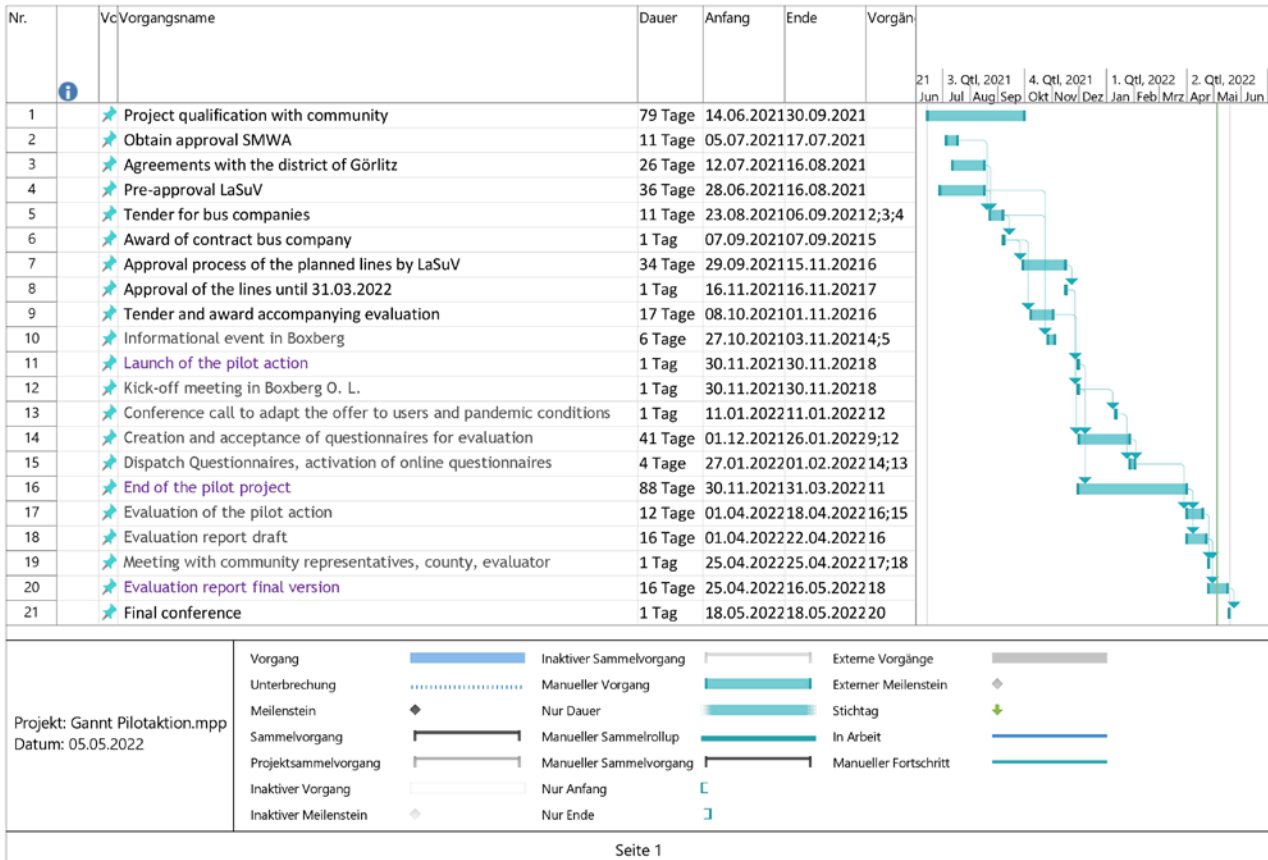 Nr. Vc Vorgangsname Dauer Anfang Ende Vorgän
21 3. Qtl, 2021 4. Qtl, 2021 1. Qtl, 2022 2. Qtl, 2022
Jun Jul Aug Sep Okt Nov Dez Jan Feb Mrz Apr Mai Jun
1 Project qualification with community 79 Tage 14.06.2021 30.09.2021
2 Obtain approval SMWA 11 Tage 05.07.2021 17.07.2021
3 Agreements with the district of Görlitz 26 Tage 12.07.2021 16.08.2021
4 Pre-approval LaSuV 36 Tage 28.06.2021 16.08.2021
5 Tender for bus companies 11 Tage 23.08.2021 06.09.2021 2;3;4
6 Award of contract bus company 1 Tag 07.09.2021 07.09.2021 5
7 Approval process of the planned lines by LaSuV 34 Tage 29.09.2021 15.11.2021 6
8 Approval of the lines until 31.03.2022 1 Tag 16.11.2021 16.11.2021 7
9 Tender and award accompanying evaluation 17 Tage 08.10.2021 01.11.2021 6
10 Informational event in Boxberg 6 Tage 27.10.2021 03.11.2021 4;5
11 Launch of the pilot action 1 Tag 30.11.2021 30.11.2021 8
12 Kick-off meeting in Boxberg O. L. 1 Tag 30.11.2021 30.11.2021 8
13 Conference call to adapt the offer to users and pandemic conditions 1 Tag 11.01.2022 11.01.2022 12
14 Creation and acceptance of questionnaires for evaluation 41 Tage 01.12.2021 26.01.2022 9;12
15 Dispatch Questionnaires, activation of online questionnaires 4 Tage 27.01.2022 01.02.2022 14;13
16 End of the pilot project 88 Tage 30.11.2021 31.03.2022 11
17 Evaluation of the pilot action 12 Tage 01.04.2022 18.04.2022 16;15
18 Evaluation report draft 16 Tage 01.04.2022 22.04.2022 16
19 Meeting with community representatives, county, evaluator 1 Tag 25.04.2022 25.04.2022 17;18
20 Evaluation report final version 16 Tage 25.04.2022 16.05.2022 18
21 Final conference 1 Tag 18.05.2022 18.05.2022 20
Projekt: Gannt Pilotaktion.mpp
Datum: 05.05.2022
Vorgang Inaktiver Sammelvorgang Externe Vorgänge
Unterbrechung Manueller Vorgang Externer Meilenstein
Meilenstein Nur Dauer Stichtag
Sammelvorgang Manueller Sammelrollup In Arbeit
Projektsammelvorgang Manueller Sammelvorgang Manueller Fortschritt
Inaktiver Vorgang Nur Anfang
Inaktiver Meilenstein Nur Ende
Seite 1